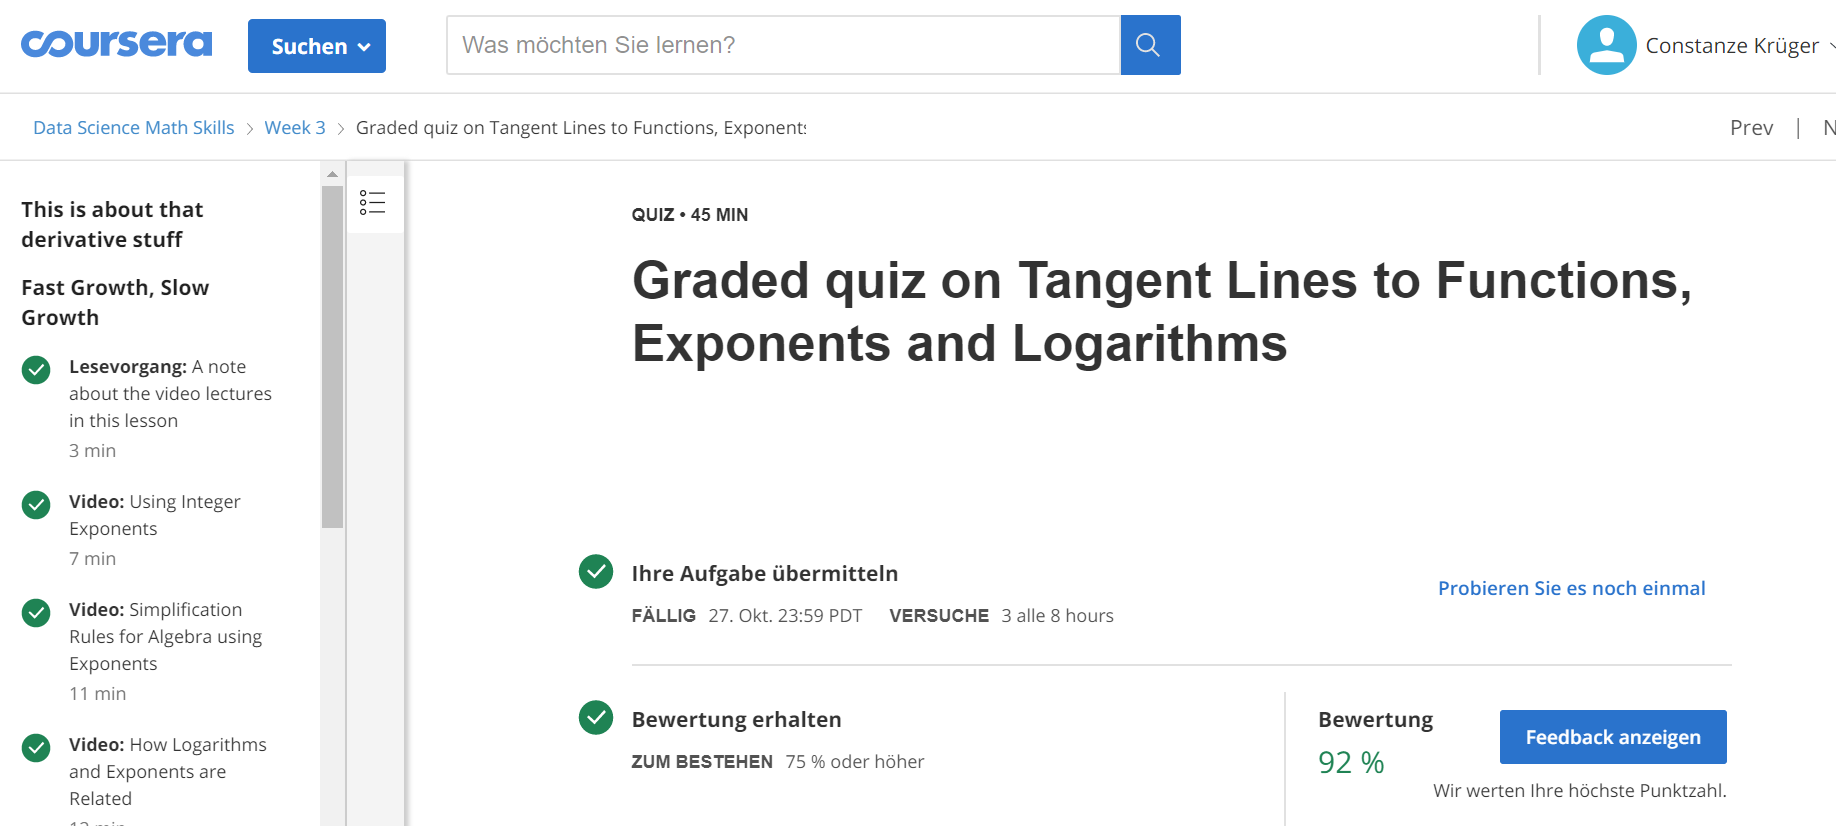 coursera
Suchen
Was möchten Sie lernen?
Constanze Krüger
Data Science Math Skills
Week 3
Graded quiz on Tangent Lines to Functions, Exponents
Prev | N
This is about that
derivative stuff
Fast Growth, Slow
Growth
Lesevorgang: A note
about the video lectures
in this lesson
3 min
Video: Using Integer
Exponents
7 min
Video: Simplification
Rules for Algebra using
Exponents
11 min
Video: How Logarithms
and Exponents are
Related
QUIZ • 45 MIN
Graded quiz on Tangent Lines to Functions,
Exponents and Logarithms
Ihre Aufgabe übermitteln
FÄLLIG 27. Okt. 23:59 PDT VERSUCHE 3 alle 8 hours
Probieren Sie es noch einmal
Bewertung erhalten
ZUM BESTEHEN 75 % oder höher
Bewertung
92 %
Feedback anzeigen
Wir werten Ihre höchste Punktzahl.